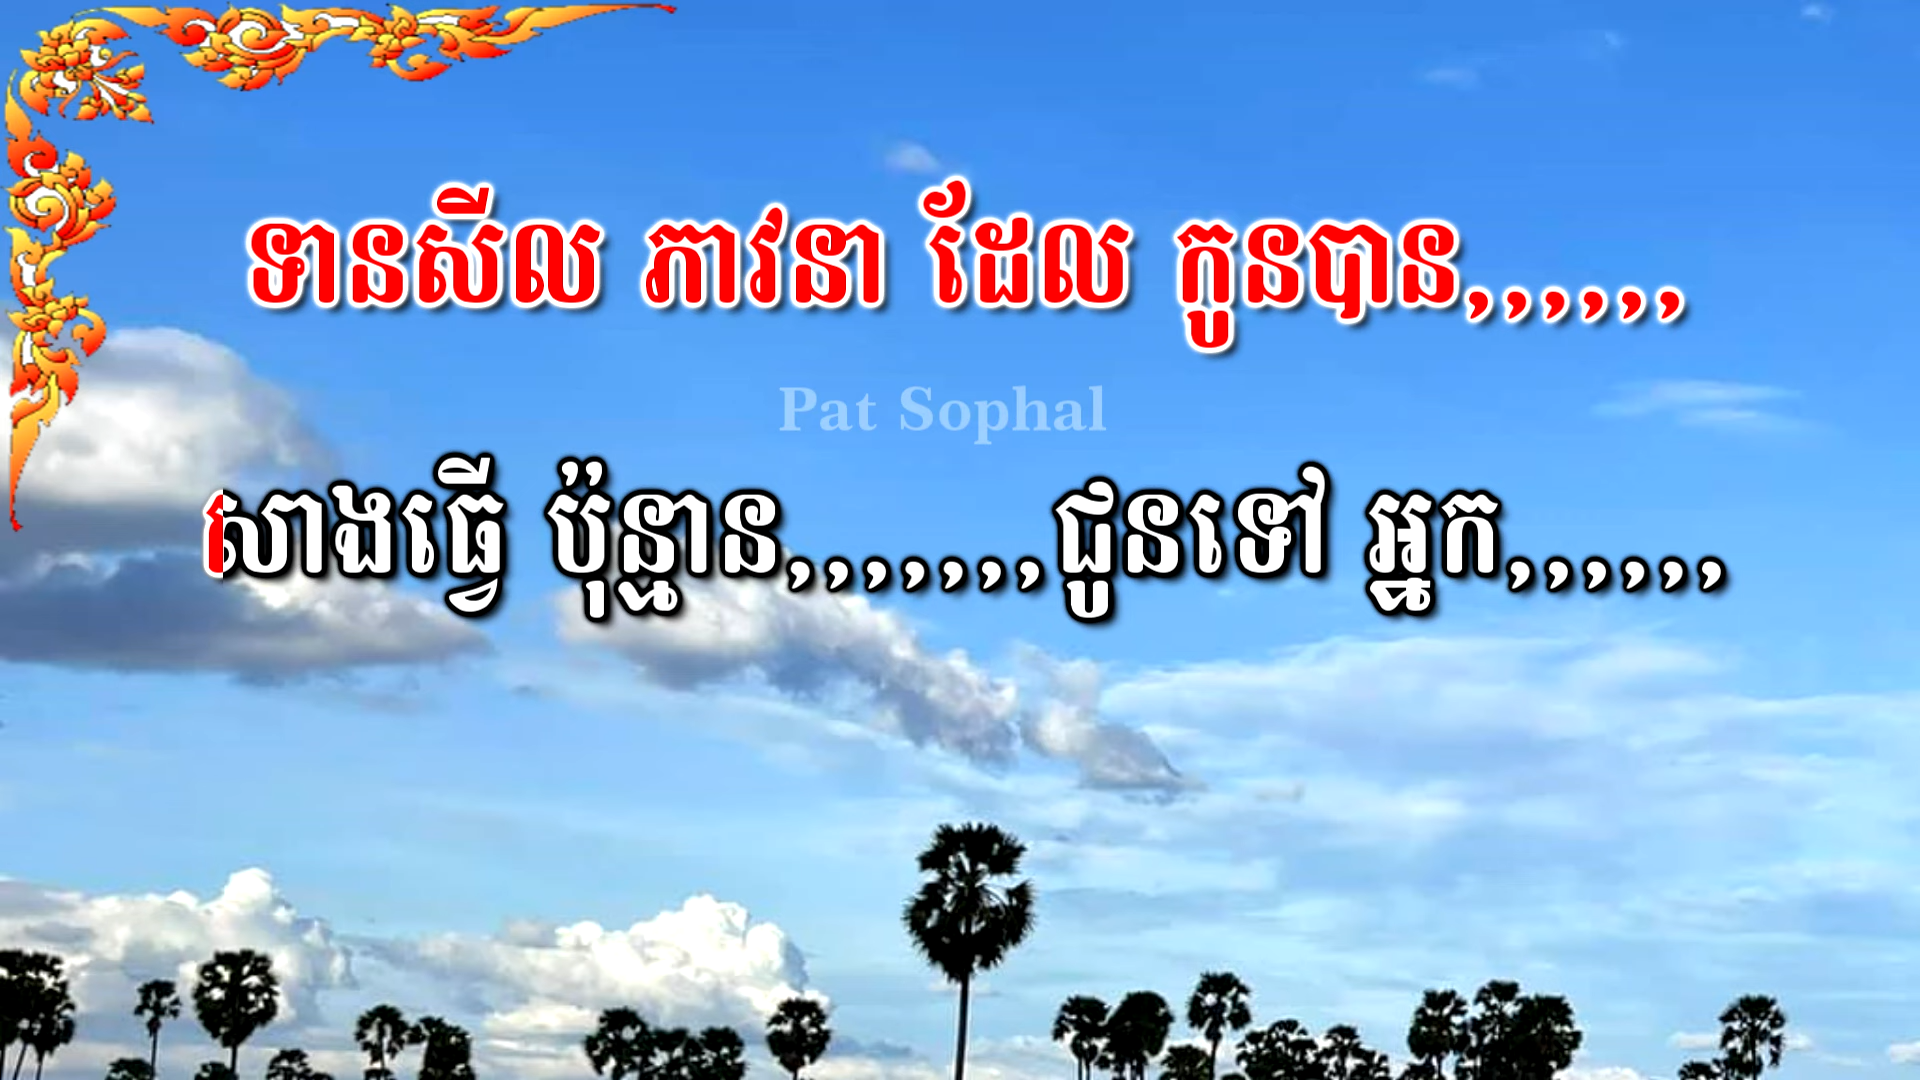 ទានសីល ភាវនា ដែល កូនបាន,,,,,,
Pat Sophal
សាងធ្វើ ប៉ុន្មាន,,,,,,,ជូនទៅ អ្នក,,,,,,